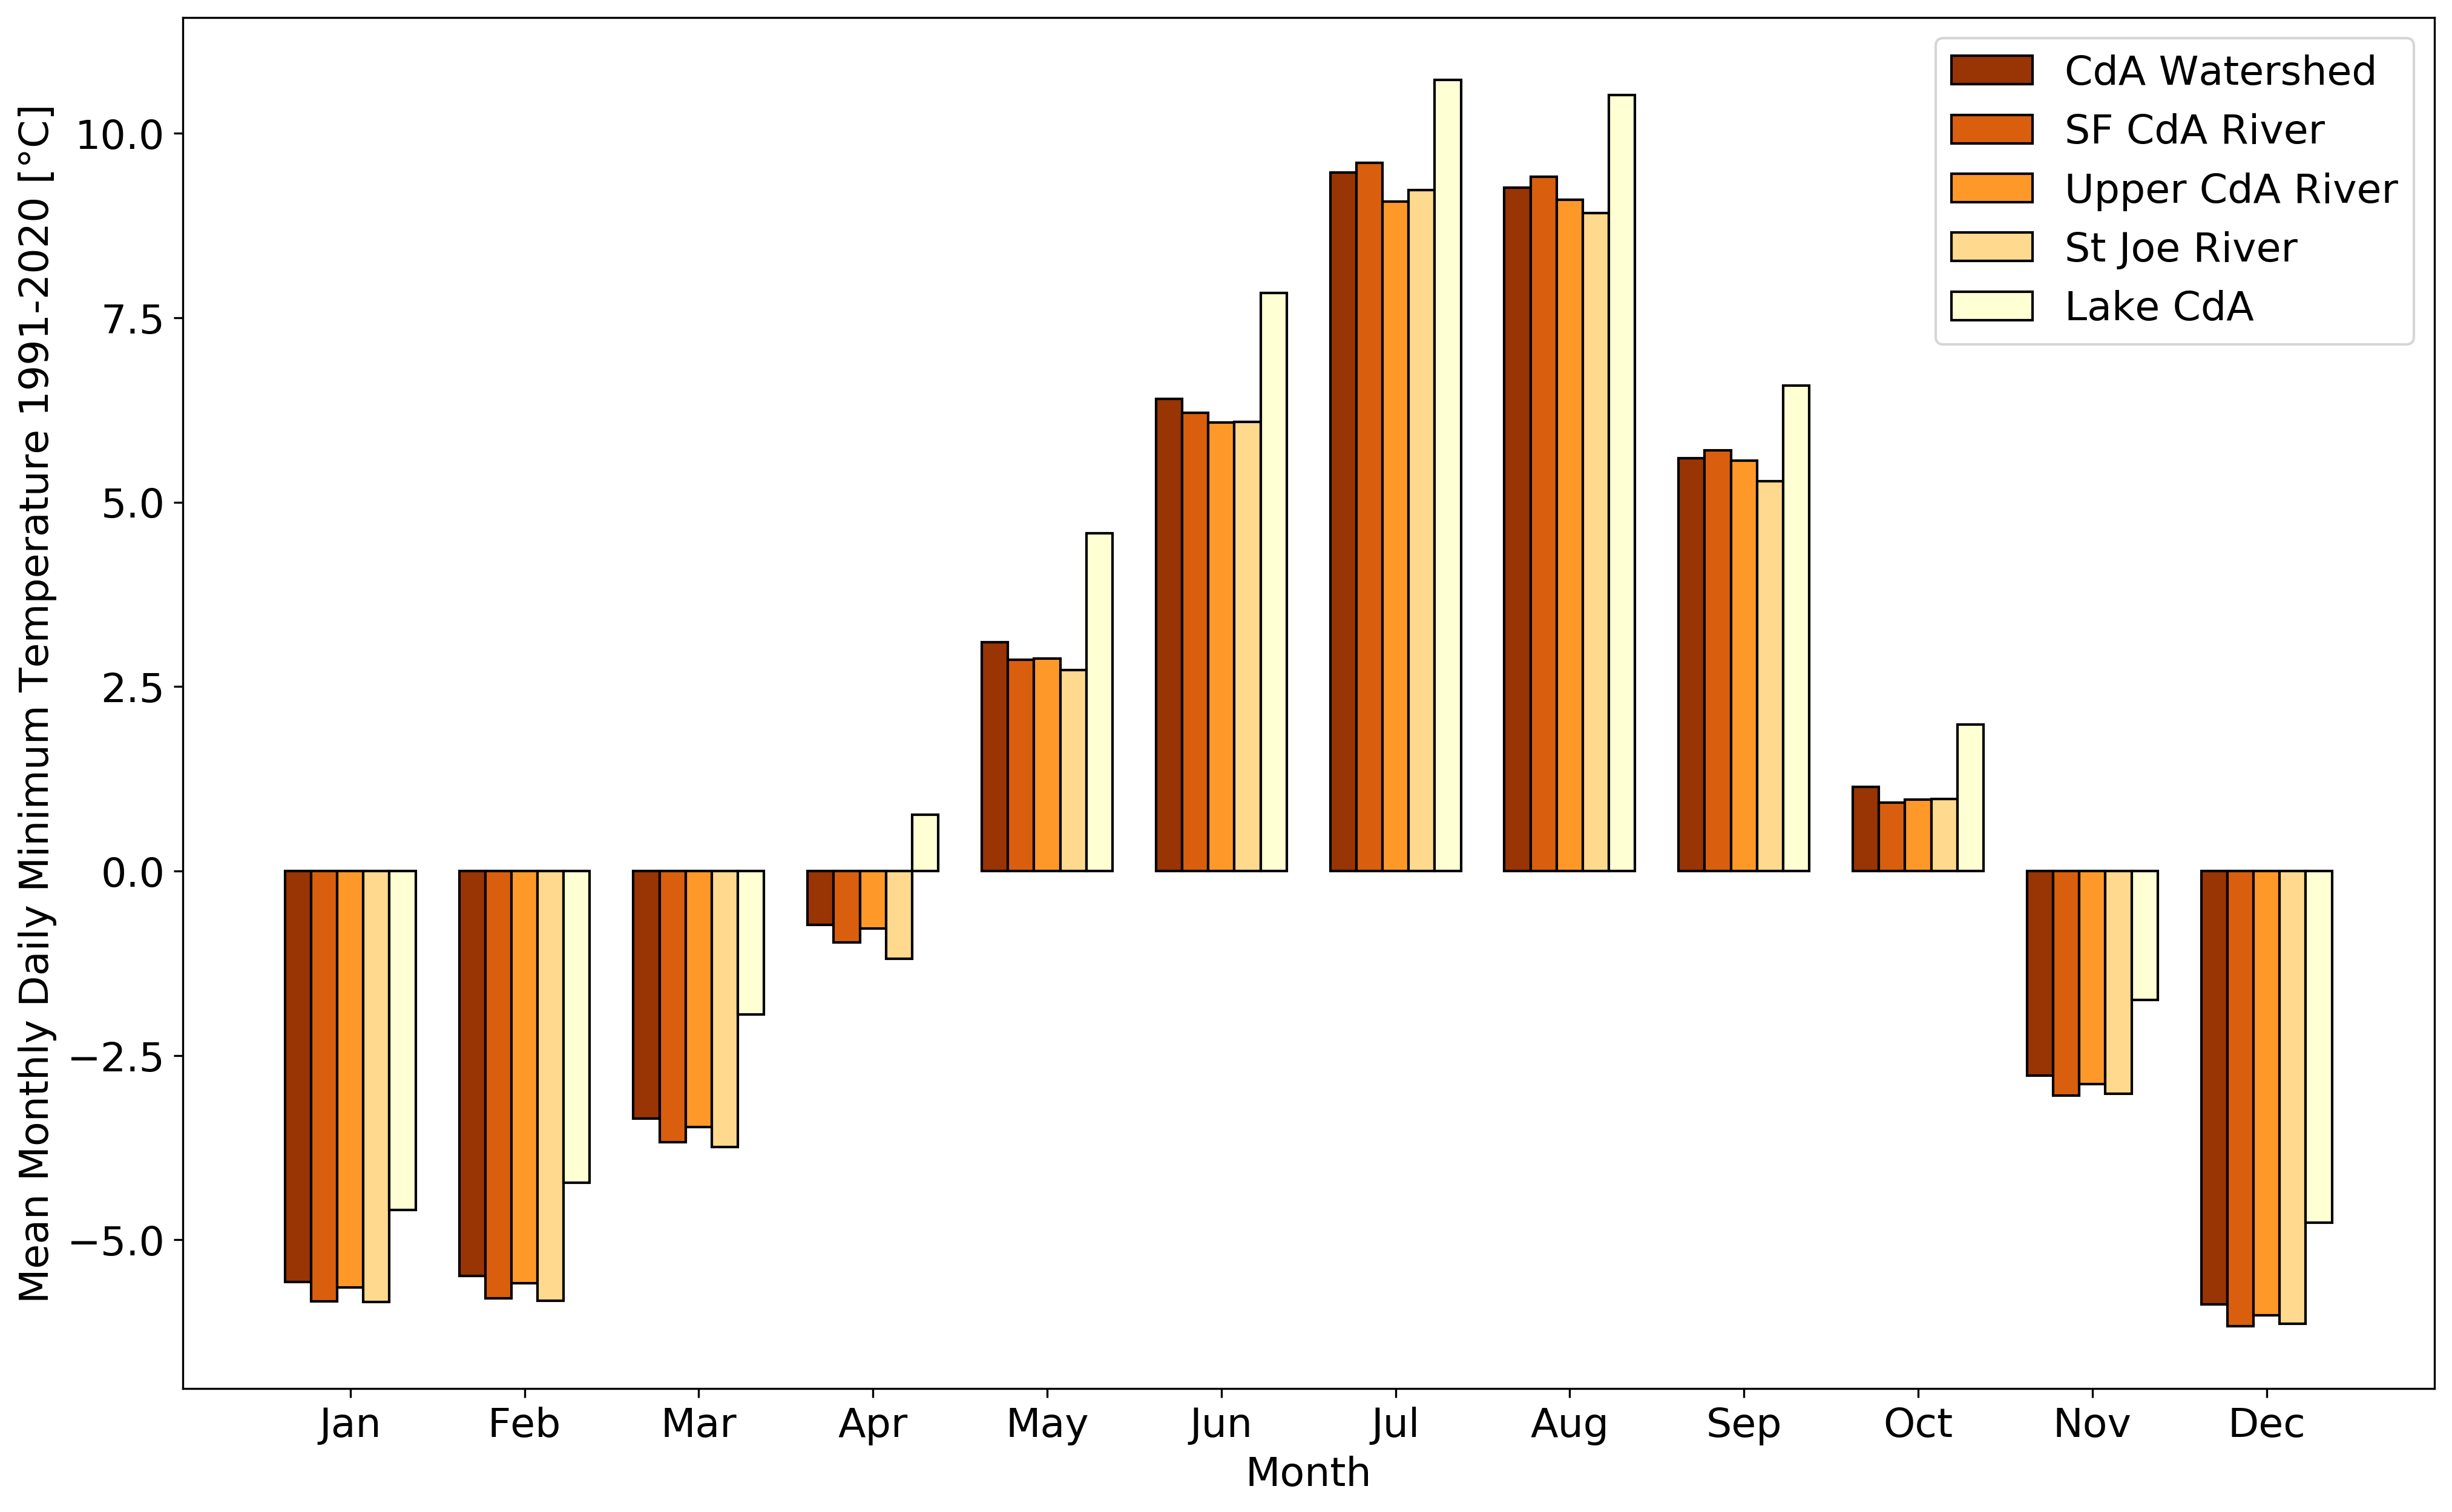 Mean Monthly Daily Minimum Temperature 1991-2020 [°C]
10.0
7.5
5.0
2.5
0.0
−2.5
−5.0
CdA Watershed
SF CdA River
Upper CdA River
St Joe River
Lake CdA
Jan Feb Mar Apr May Jun Jul Aug Sep Oct Nov Dec
Month